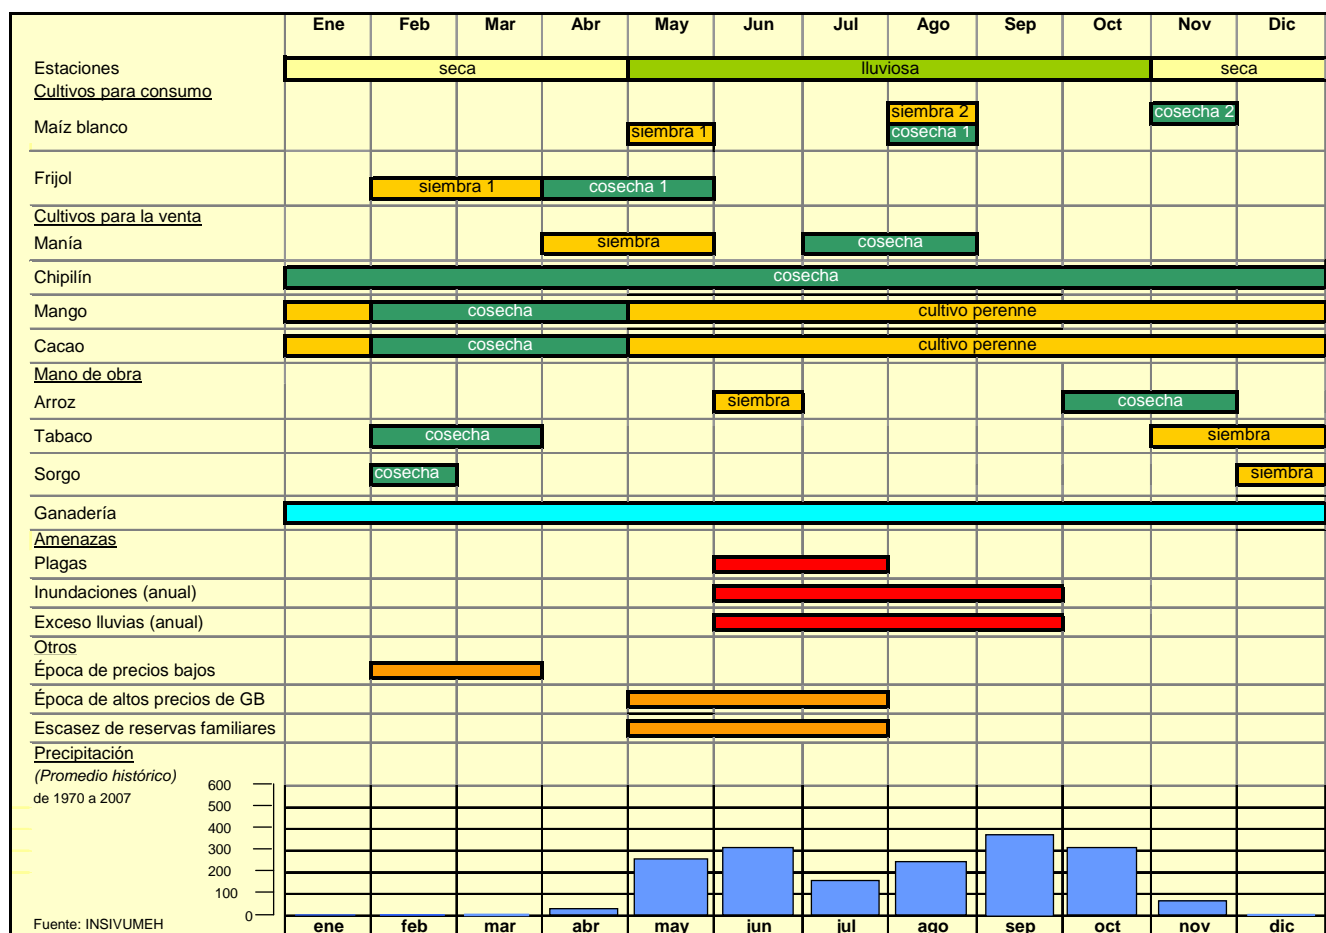 Ene Feb Mar Abr May Jun Jul Ago Sep Oct Nov Dic
Estaciones seca lluviosa seca
Cultivos para consumo
siembra 2 cosecha 2
Maíz blanco siembra 1 cosecha 1
Frijol siembra 1 cosecha 1
Cultivos para la venta
Manía siembra cosecha
Chipilín cosecha
Mango cosecha cultivo perenne
Cacao cosecha cultivo perenne
Mano de obra
Arroz siembra cosecha
Tabaco cosecha siembra
Sorgo cosecha siembra
Ganadería
Amenazas
Plagas
Inundaciones (anual)
Exceso lluvias (anual)
Otros
Época de precios bajos
Época de altos precios de GB
Escasez de reservas familiares
Precipitación
(Promedio histórico)
de 1970 a 2007
600
500
400
300
200
100
0
Fuente: INSIVUMEH
ene feb mar abr may jun jul ago sep oct nov dic